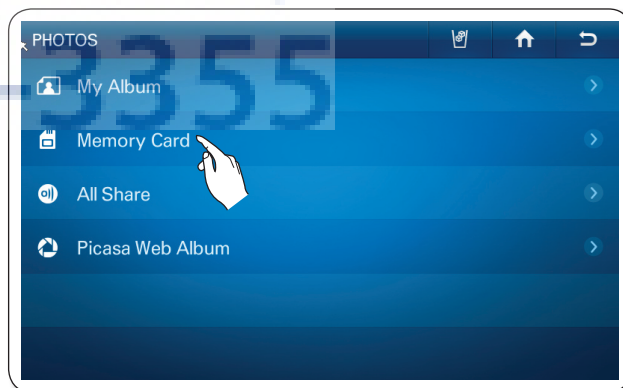 PHOTOS
-3355
My Album
Memory Card
All Share
Picasa Web Album